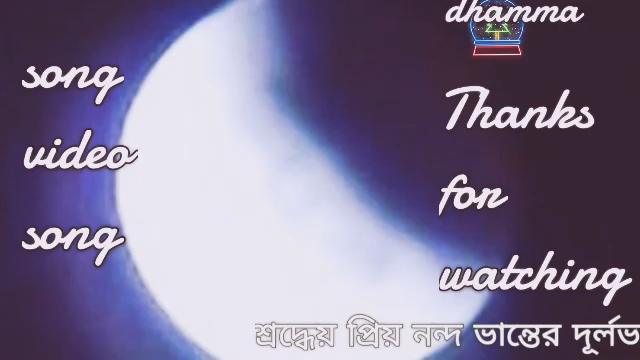 song
video
song
dhamma
Thanks
for
watching
শ্রদ্ধেয় প্রিয় নন্দ ভান্তের দূর্লভ